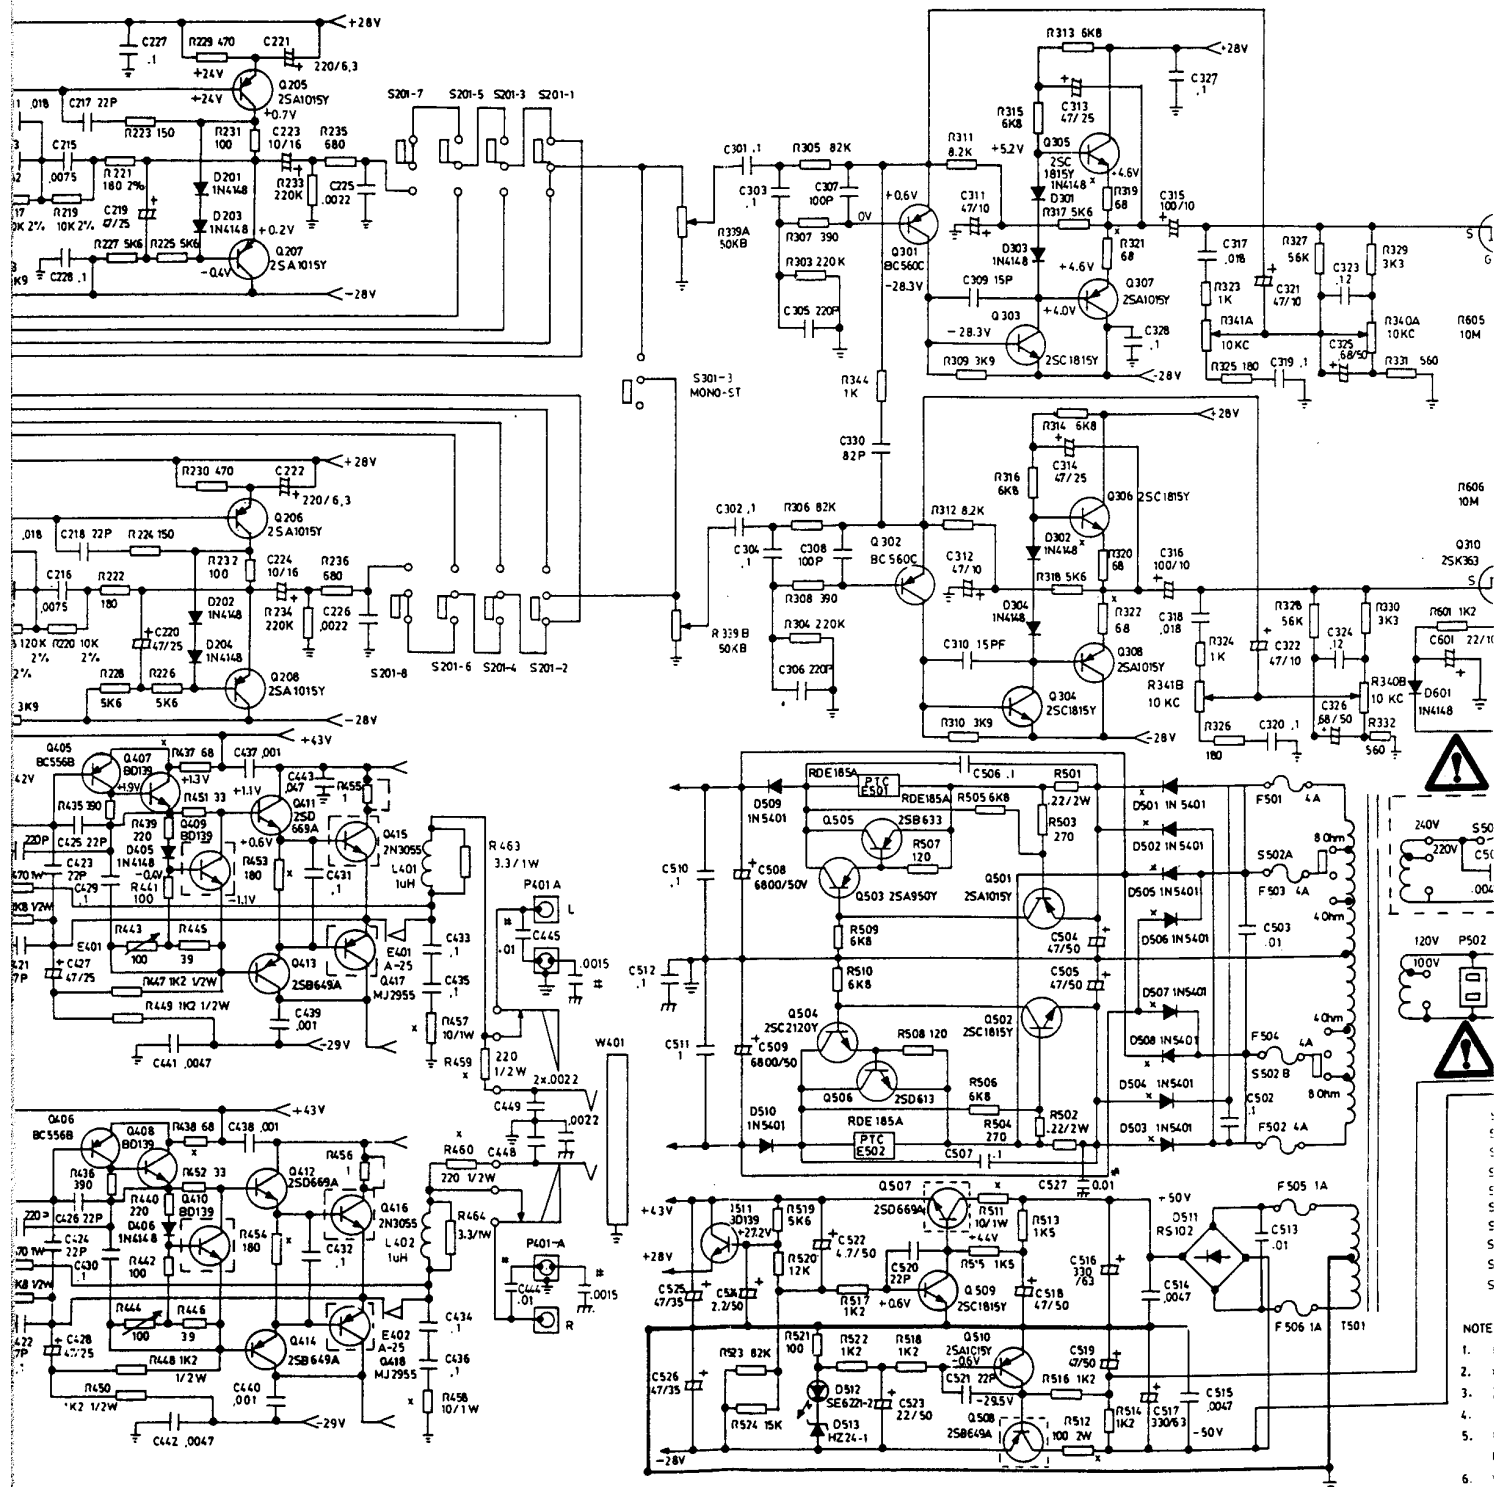 +28V
C227
.1
R229 470
C221
220/6,3
+24V
+24V
Q205
2SA1015Y
+0.7V
.018
C217 22P
R223 150
R231
100
C223
10/16
R235
680
S201-7
S201-5
S201-3
S201-1
C215
.0075
R221
180 2%
D201
1N4148
R233
220K
C225
.0022
R219
10K 2%
C219
47/25
D203
1N4148
+0.2V
R227 5K6
R225 5K6
Q207
2SA1015Y
-0.4V
C228 .1
-28V
R339A
50KB
C301 .1
C303
.1
R305 82K
C307
100P
R307 390
0V
R303 220K
C305 220P
+0.6V
Q301
BC560C
-28.3V
R311
8.2K
+5.2V
C311
47/10
R313 6K8
C313
47/25
R315
6K8
Q305
2SC
1815Y
1N4148
D301
+4.6V
R319
68
R317 5K6
D303
1N4148
R321
68
+4.6V
C309 15P
Q307
2SA1015Y
+4.0V
Q303
-28.3V
2SC1815Y
R309 3K9
C328
.1
-28V
+28V
C327
.1
C315
100/10
C317
.018
R323
1K
R341A
10KC
R325 180
C319 .1
C321
47/10
R327
56K
C323
.12
R329
3K3
R340A
10KC
C325
.68/50
R331 560
S
R605
10M
S301-3
MONO-ST
R344
1K
C330
82P
+28V
R230 470
C222
220/6,3
Q206
2SA1015Y
.018
C218 22P
R224 150
R232
100
C224
10/16
R236
680
C216
.0075
R222
180
D202
1N4148
R234
220K
C226
.0022
120K
2%
R220 10K
2%
C220
47/25
D204
1N4148
R228
5K6
R226
5K6
Q208
2SA1015Y
3K9
-28V
S201-8
S201-6
S201-4
S201-2
R339B
50KB
C302 .1
C304
.1
R306 82K
C308
100P
R308 390
R304 220K
C306 220P
Q302
BC560C
R312 8.2K
C312
47/10
R314 6K8
C314
47/25
R316
6K8
Q306 2SC1815Y
D302
1N4148
R320
68
R318 5K6
D304
1N4148
R322
68
C310 15PF
Q308
2SA1015Y
Q304
2SC1815Y
R310 3K9
-28V
+28V
C316
100/10
C318
.018
R324
1K
R341B
10 KC
R326
180
C320 .1
C322
47/10
R328
56K
C324
.12
R330
3K3
R340B
10 KC
C326
.68/50
R332
560
R606
10M
Q310
2SK363
S
R601 1K2
C601
22/10
D601
1N4148
+43V
Q405
BC556B
Q407
BD139
R437 68
C437 .001
+1.3V
+1.1V
42V
+1.9V
C443
.047
R455
1
R435 390
R451 33
Q411
2SD
669A
220P
C425 22P
R439
220
Q409
BD139
D405
1N4148
+0.6V
R453
180
Q415
2N3055
C423
22P
C429
.1
-0.4V
R441
100
-1.1V
C431
.1
L401
1uH
R463
3.3/1W
E401
R443
100
R445
39
C427
47/25
R447 1K2 1/2W
R449 1K2 1/2W
Q413
2SB649A
E401
A-25
Q417
MJ2955
C433
.1
C435
.1
R457
10/1W
C439
.001
C441 .0047
-29V
P401A
L
#
C445
.01
.0015
#
R459
220
1/2W
2x.0022
W401
C449
.0022
C448
R460
220 1/2W
+43V
Q406
BC556B
Q408
BD139
R438 68
C438 .001
R456
1
R436
390
R452 33
Q412
2SD669A
C426 22P
R440
220
Q410
BD139
D406
1N4148
R454
180
Q416
2N3055
C424
22P
C430
.1
R442
100
C432
.1
L402
1uH
R464
3.3/1W
P401-A
#
C444
.01
.0015
R
R444
100
R446
39
C428
47/25
R448 1K2
1/2W
R450
1K2 1/2W
Q414
2SB649A
E402
A-25
Q418
MJ2955
C434
.1
C436
.1
R458
10/1W
C440
.001
C442 .0047
-29V
D509
1N5401
RDE185A
PTC
E501
C506 .1
RDE185A
R505 6K8
R501
.22/2W
R503
270
Q505
2SB633
R507
120
Q503 2SA950Y
Q501
2SA1015Y
C510
.1
C508
6800/50V
R509
6K8
R510
6K8
C504
47/50
C505
47/50
C512
.1
Q504
2SC2120Y
Q502
2SC1815Y
R508 120
C511
1
C509
6800/50
Q506
2SD613
R506
6K8
R504
270
R502
.22/2W
D510
1N5401
RDE185A
PTC
E502
C507 .1
D501 1N 5401
D502 1N 5401
D505 1N5401
D506 1N5401
D507 1N5401
D508 1N5401
D504 1N5401
D503 1N5401
F501
4A
8 Ohm
S502A
F503
4A
4 Ohm
C503
.01
4 Ohm
F504
4A
S502 B
8 Ohm
C502
.1
F502 4A
240V
220V
120V
100V
P502
C527
0.01
+43V
+27.2V
R519
5K6
R520
12K
C522
4.7/50
Q507
2SD669A
R511
10/1W
+44V
R513
1K5
R515 1K5
C520
22P
+28V
C525
47/35
2.2/50
R517
1K2
+0.6V
Q509
2SC1815Y
C518
47/50
C516
330
/63
+50V
D511
RS102
C514
.0047
C513
.01
F505 1A
F506 1A
T501
R521
100
R522
1K2
R518
1K2
Q510
2SA1015Y
-0.6V
C519
47/50
R523 82K
C521 22P
-29.5V
R516 1K2
C526
47/35
D512
SE6221-2
D513
HZ24-1
C523
22/50
R524 15K
Q508
2SB649A
R512
100 2W
R514
1K2
C517
330/63
C515
.0047
-50V
-28V
NOTE
1.
2.
3.
4.
5.
6.